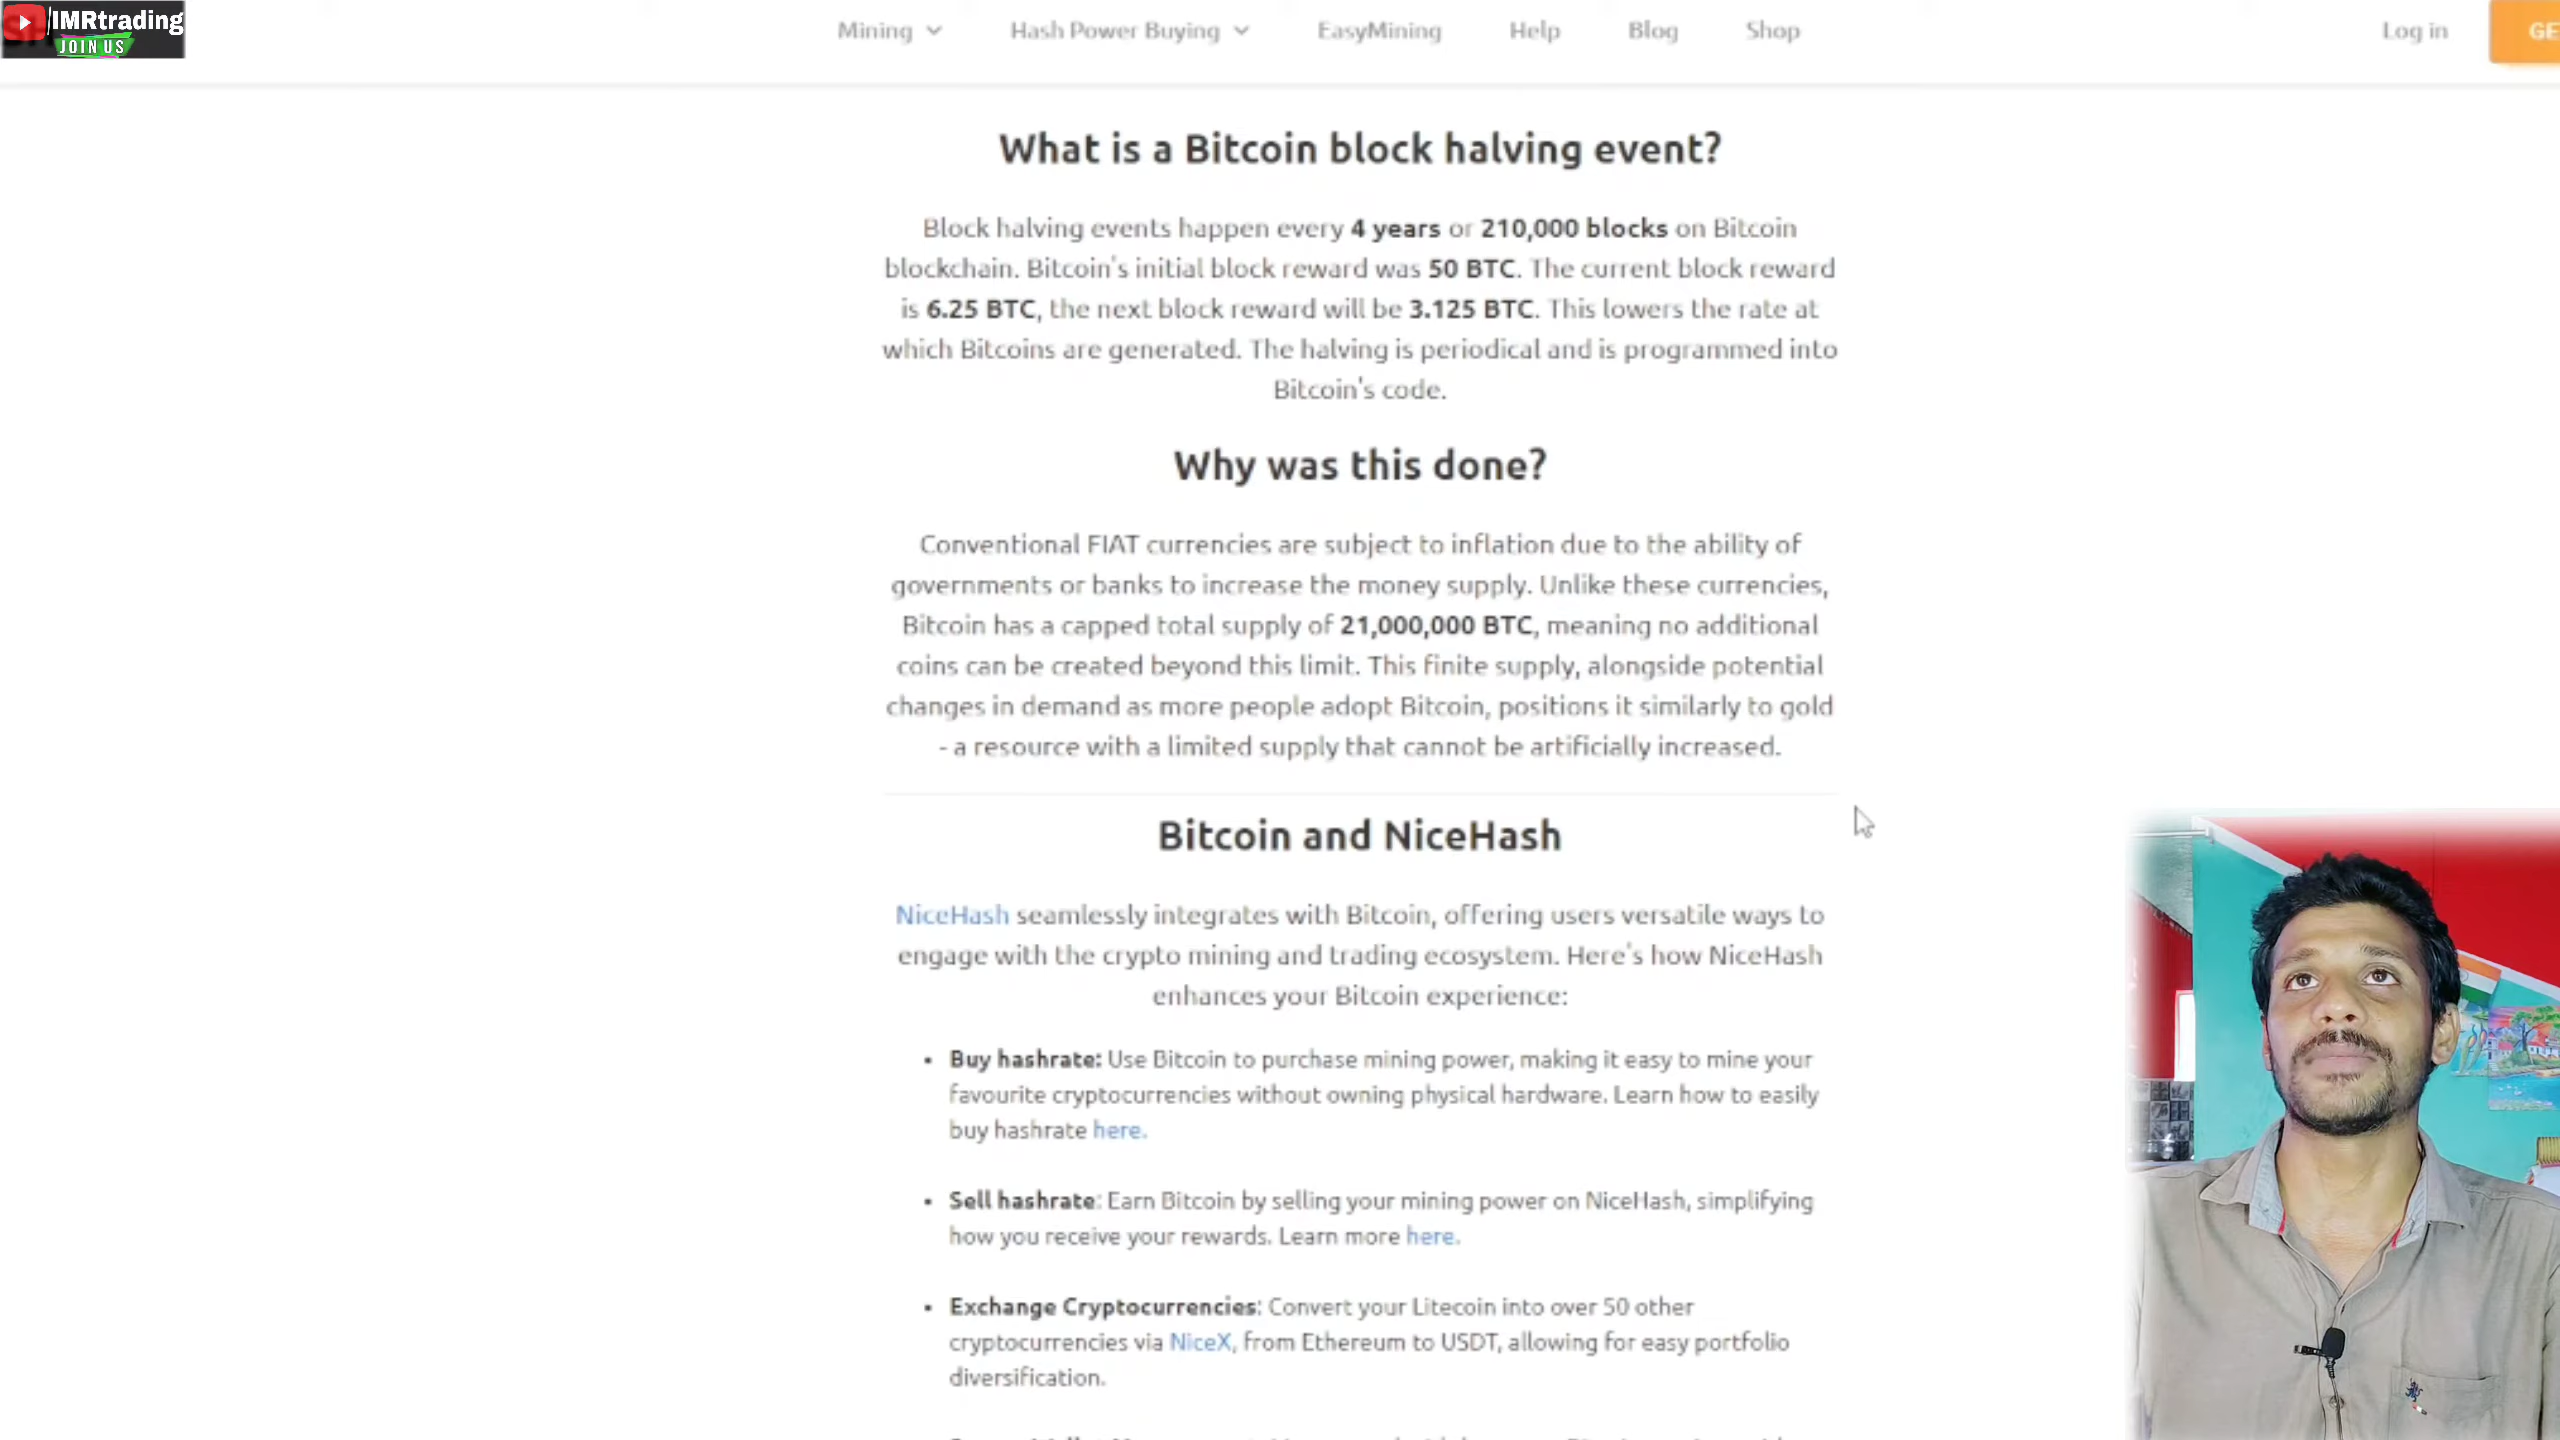 /IMRtrading
JOIN US
Mining
Hash Power Buying
EasyMining
Help
Blog
Shop
Log in
GE
What is a Bitcoin block halving event?
Block halving events happen every 4 years or 210,000 blocks on Bitcoin
blockchain. Bitcoin's initial block reward was 50 BTC. The current block reward
is 6.25 BTC, the next block reward will be 3.125 BTC. This lowers the rate at
which Bitcoins are generated. The halving is periodical and is programmed into
Bitcoin's code.
Why was this done?
Conventional FIAT currencies are subject to inflation due to the ability of
governments or banks to increase the money supply. Unlike these currencies,
Bitcoin has a capped total supply of 21,000,000 BTC, meaning no additional
coins can be created beyond this limit. This finite supply, alongside potential
changes in demand as more people adopt Bitcoin, positions it similarly to gold
- a resource with a limited supply that cannot be artificially increased.
Bitcoin and NiceHash
NiceHash seamlessly integrates with Bitcoin, offering users versatile ways to
engage with the crypto mining and trading ecosystem. Here's how NiceHash
enhances your Bitcoin experience:
• Buy hashrate: Use Bitcoin to purchase mining power, making it easy to mine your
favourite cryptocurrencies without owning physical hardware. Learn how to easily
buy hashrate here.
• Sell hashrate: Earn Bitcoin by selling your mining power on NiceHash, simplifying
how you receive your rewards. Learn more here.
• Exchange Cryptocurrencies: Convert your Litecoin into over 50 other
cryptocurrencies via NiceX, from Ethereum to USDT, allowing for easy portfolio
diversification.